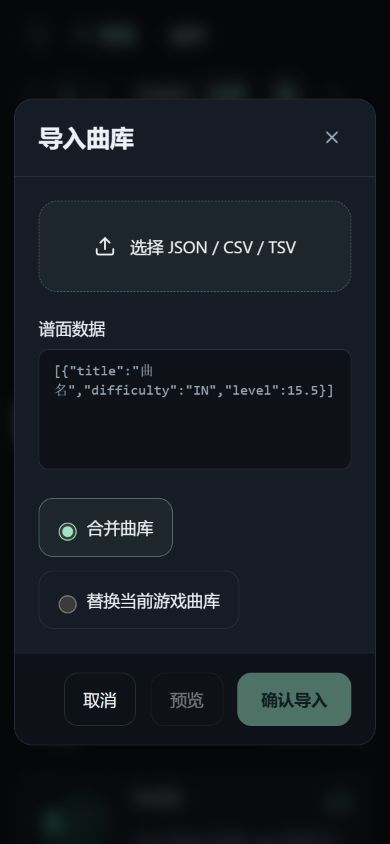 导入曲库
选择 JSON / CSV / TSV
谱面数据
[{"title":"曲
名","difficulty":"IN","level":15.5}]
合并曲库
替换当前游戏曲库
取消 预览 确认导入